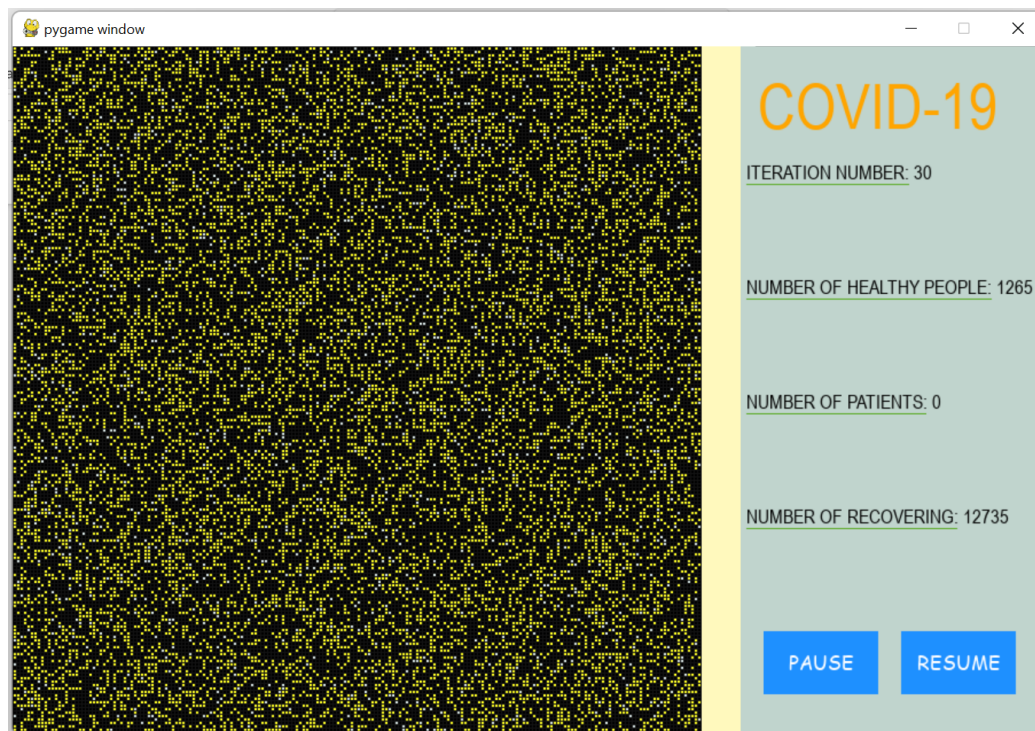 pygame window
COVID-19
ITERATION NUMBER: 30
NUMBER OF HEALTHY PEOPLE: 1265
NUMBER OF PATIENTS: 0
NUMBER OF RECOVERING: 12735
PAUSE
RESUME